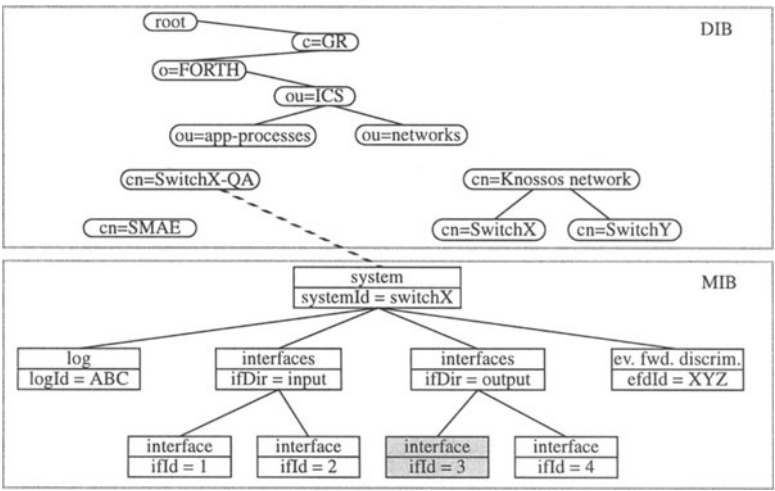 root
DIB
c=GR
o=FORTH
ou=ICS
ou=app-processes
ou=networks
cn=SwitchX-QA
cn=Knossos network
cn=SMAE
cn=SwitchX
cn=SwitchY
system
systemId = switchX
MIB
log
logId = ABC
interfaces
ifDir = input
interfaces
ifDir = output
ev. fwd. discrim.
efdId = XYZ
interface
ifId = 1
interface
ifId = 2
interface
ifId = 3
interface
ifId = 4